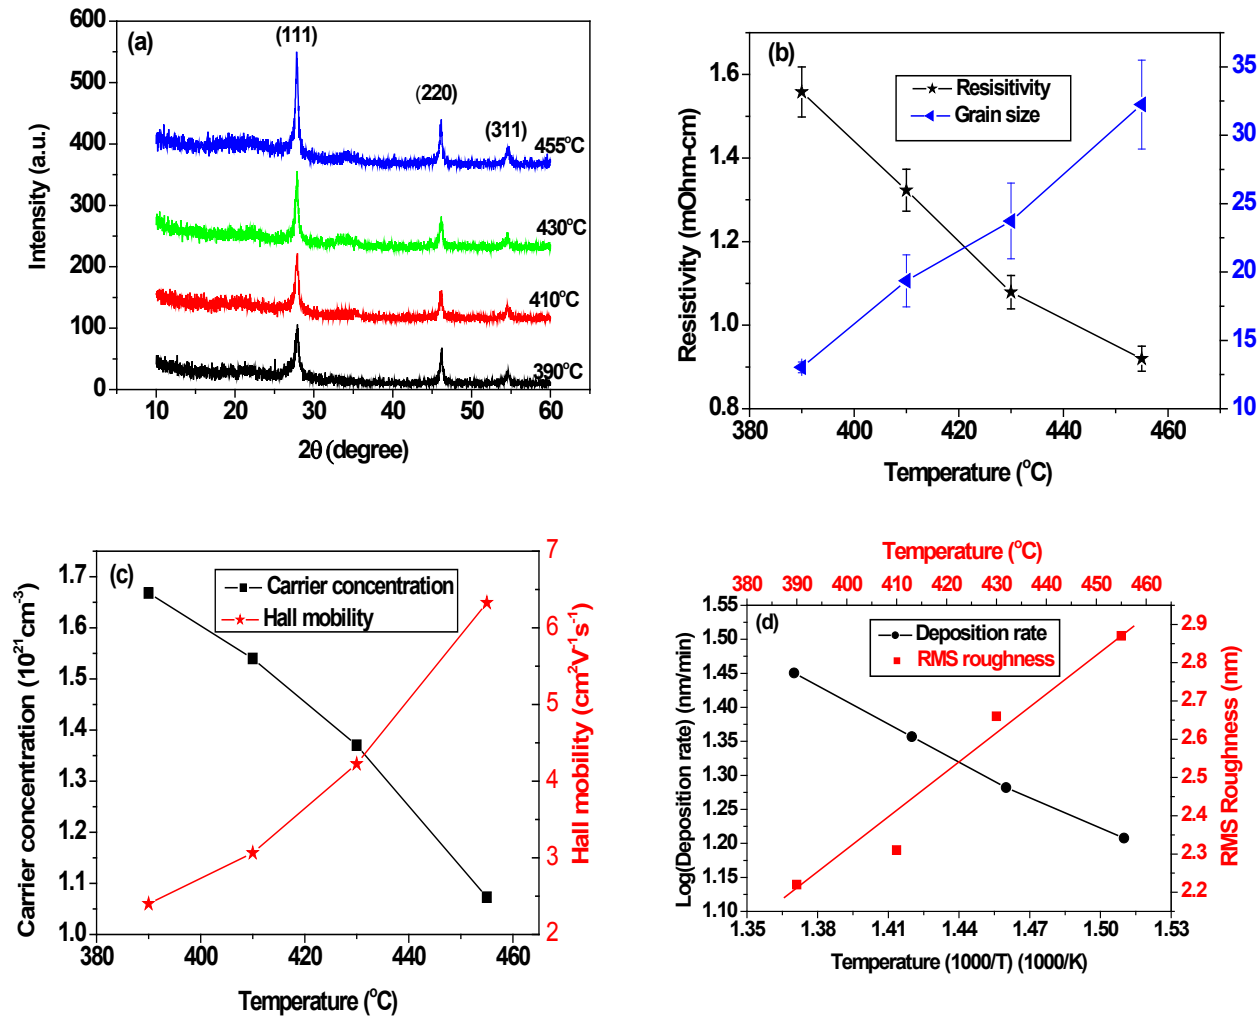 (a)
(111)
(220)
(311)
455°C
430°C
410°C
390°C
600
500
400
300
200
100
0
10 20 30 40 50 60
Intensity (a.u.)
2θ (degree)
(b)
Resisitivity
Grain size
1.6
1.4
1.2
1.0
0.8
35
30
25
20
15
10
380 400 420 440 460
Resistivity (mOhm-cm)
Temperature (°C)
(c)
Carrier concentration
Hall mobility
1.7
1.6
1.5
1.4
1.3
1.2
1.1
1.0
7
6
5
4
3
2
380 400 420 440 460
Carrier concentration (10²¹cm⁻³)
Hall mobility (cm²V⁻¹s⁻¹)
Temperature (°C)
Temperature (°C)
380 390 400 410 420 430 440 450 460
(d)
Deposition rate
RMS roughness
1.55
1.50
1.45
1.40
1.35
1.30
1.25
1.20
1.15
1.10
2.9
2.8
2.7
2.6
2.5
2.4
2.3
2.2
1.35 1.38 1.41 1.44 1.47 1.50 1.53
Log(Deposition rate) (nm/min)
RMS Roughness (nm)
Temperature (1000/T) (1000/K)